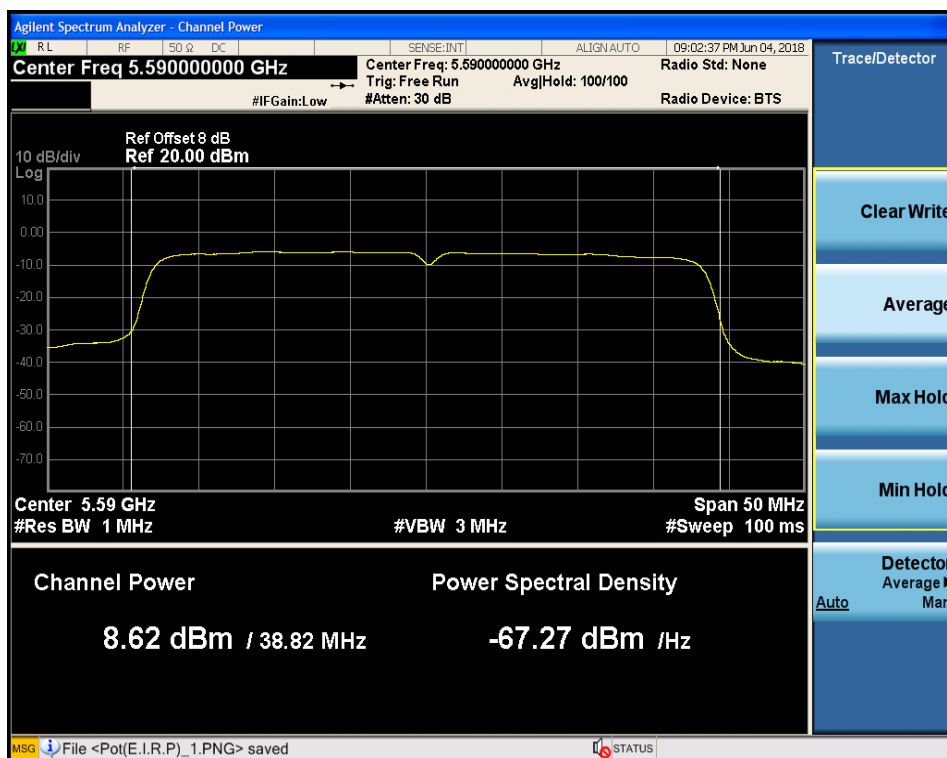 Agilent Spectrum Analyzer - Channel Power
LXI RL RF 50 Ω DC SENSE:INT ALIGN AUTO 09:02:37 PM Jun 04, 2018
Center Freq 5.590000000 GHz
Center Freq: 5.590000000 GHz
Radio Std: None
Trig: Free Run Avg|Hold: 100/100
#IFGain:Low
#Atten: 30 dB
Radio Device: BTS
Ref Offset 8 dB
10 dB/div Ref 20.00 dBm
Log
10.0
0.00
-10.0
-20.0
-30.0
-40.0
-50.0
-60.0
-70.0
Center 5.59 GHz Span 50 MHz
#Res BW 1 MHz #VBW 3 MHz #Sweep 100 ms
Channel Power
Power Spectral Density
8.62 dBm / 38.82 MHz
-67.27 dBm /Hz
Trace/Detector
Clear Write
Average
Max Hold
Min Hold
Detector
Average
Auto Man
MSG File <Pot(E.I.R.P)_1.PNG> saved STATUS